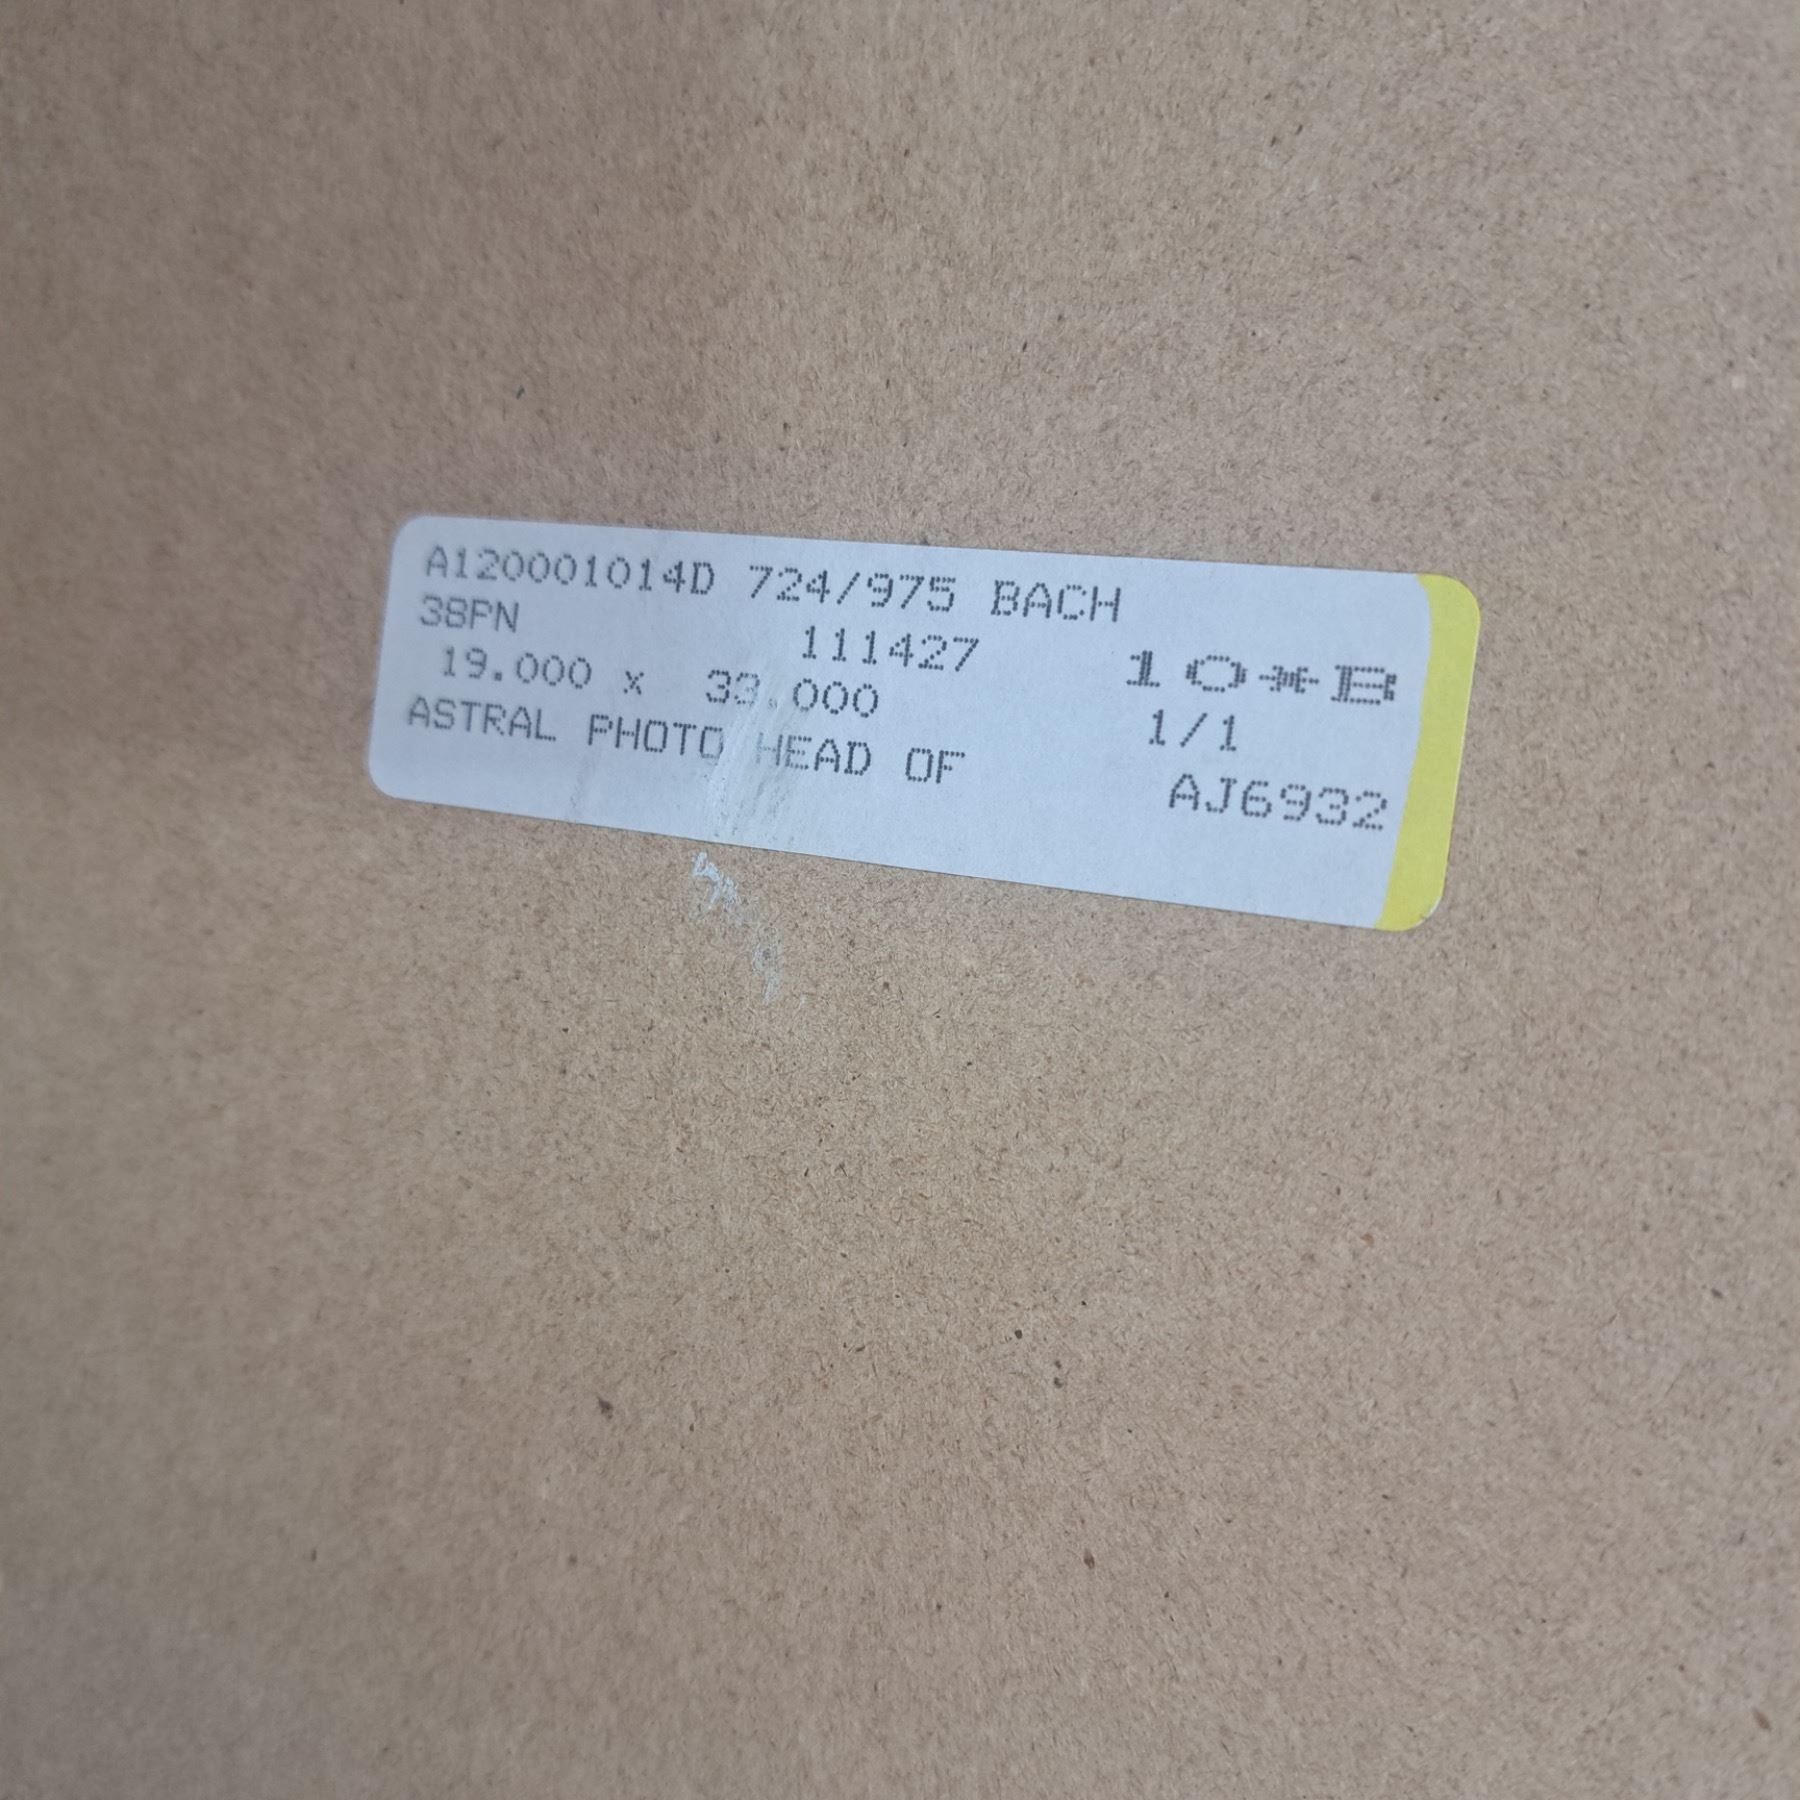 A120001014D 724/975 BACH
38PN 111427 10*B
19.000 x 33.000 1/1
ASTRAL PHOTO HEAD OF AJ6932